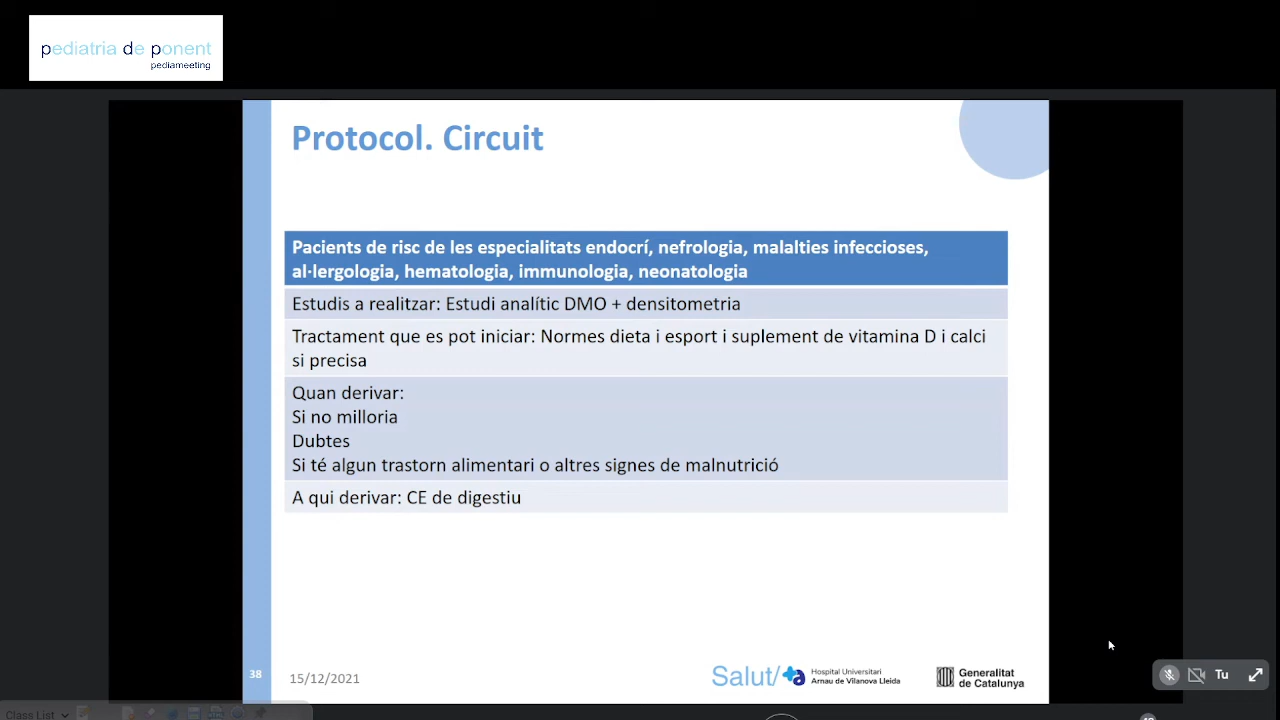 pediatria de ponent
pediameeting
Protocol. Circuit
Pacients de risc de les especialitats endocrí, nefrologia, malalties infeccioses,
al·lergologia, hematologia, immunologia, neonatologia
Estudis a realitzar: Estudi analític DMO + densitometria
Tractament que es pot iniciar: Normes dieta i esport i suplement de vitamina D i calci
si precisa
Quan derivar:
Si no milloria
Dubtes
Si té algun trastorn alimentari o altres signes de malnutrició
A qui derivar: CE de digestiu
38
15/12/2021
Salut/
Hospital Universitari
Arnau de Vilanova Lleida
Generalitat
de Catalunya
Tu
Class List